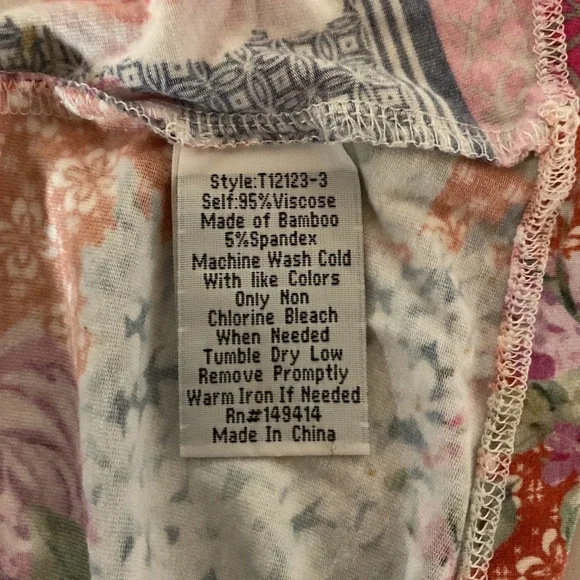 Style:T12123-3
Self:95%Viscose
Made of Bamboo
5%Spandex
Machine Wash Cold
With like Colors
Only Non
Chlorine Bleach
When Needed
Tumble Dry Low
Remove Promptly
Warm Iron If Needed
Rn#149414
Made In China